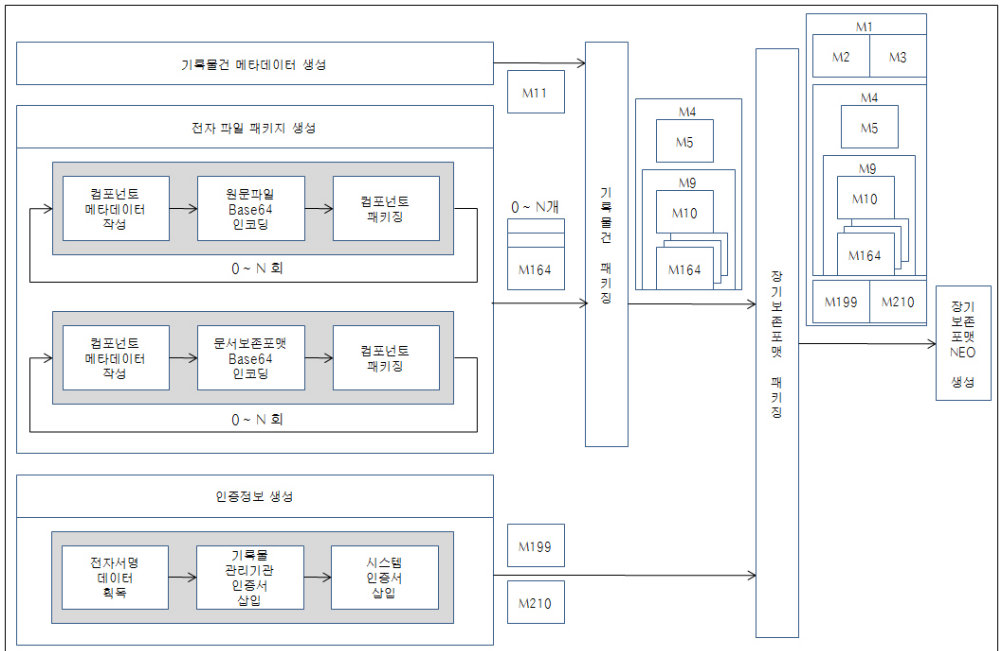 기록물건 메타데이터 생성
M11
전자 파일 패키지 생성
컴포넌트
메타데이터
작성
원문파일
Base64
인코딩
컴포넌트
패키징
0 ~ N 회
컴포넌트
메타데이터
작성
문서보존포맷
Base64
인코딩
컴포넌트
패키징
0 ~ N 회
0 ~ N개
M164
인증정보 생성
전자서명
데이터
획득
기록물
관리기관
인증서
삽입
시스템
인증서
삽입
M199
M210
기
록
물
건
패
키
징
M4
M5
M9
M10
M164
장
기
보
존
포
맷
패
키
징
M1
M2
M3
M4
M5
M9
M10
M164
M199
M210
장기
보존
포맷
NEO
생성